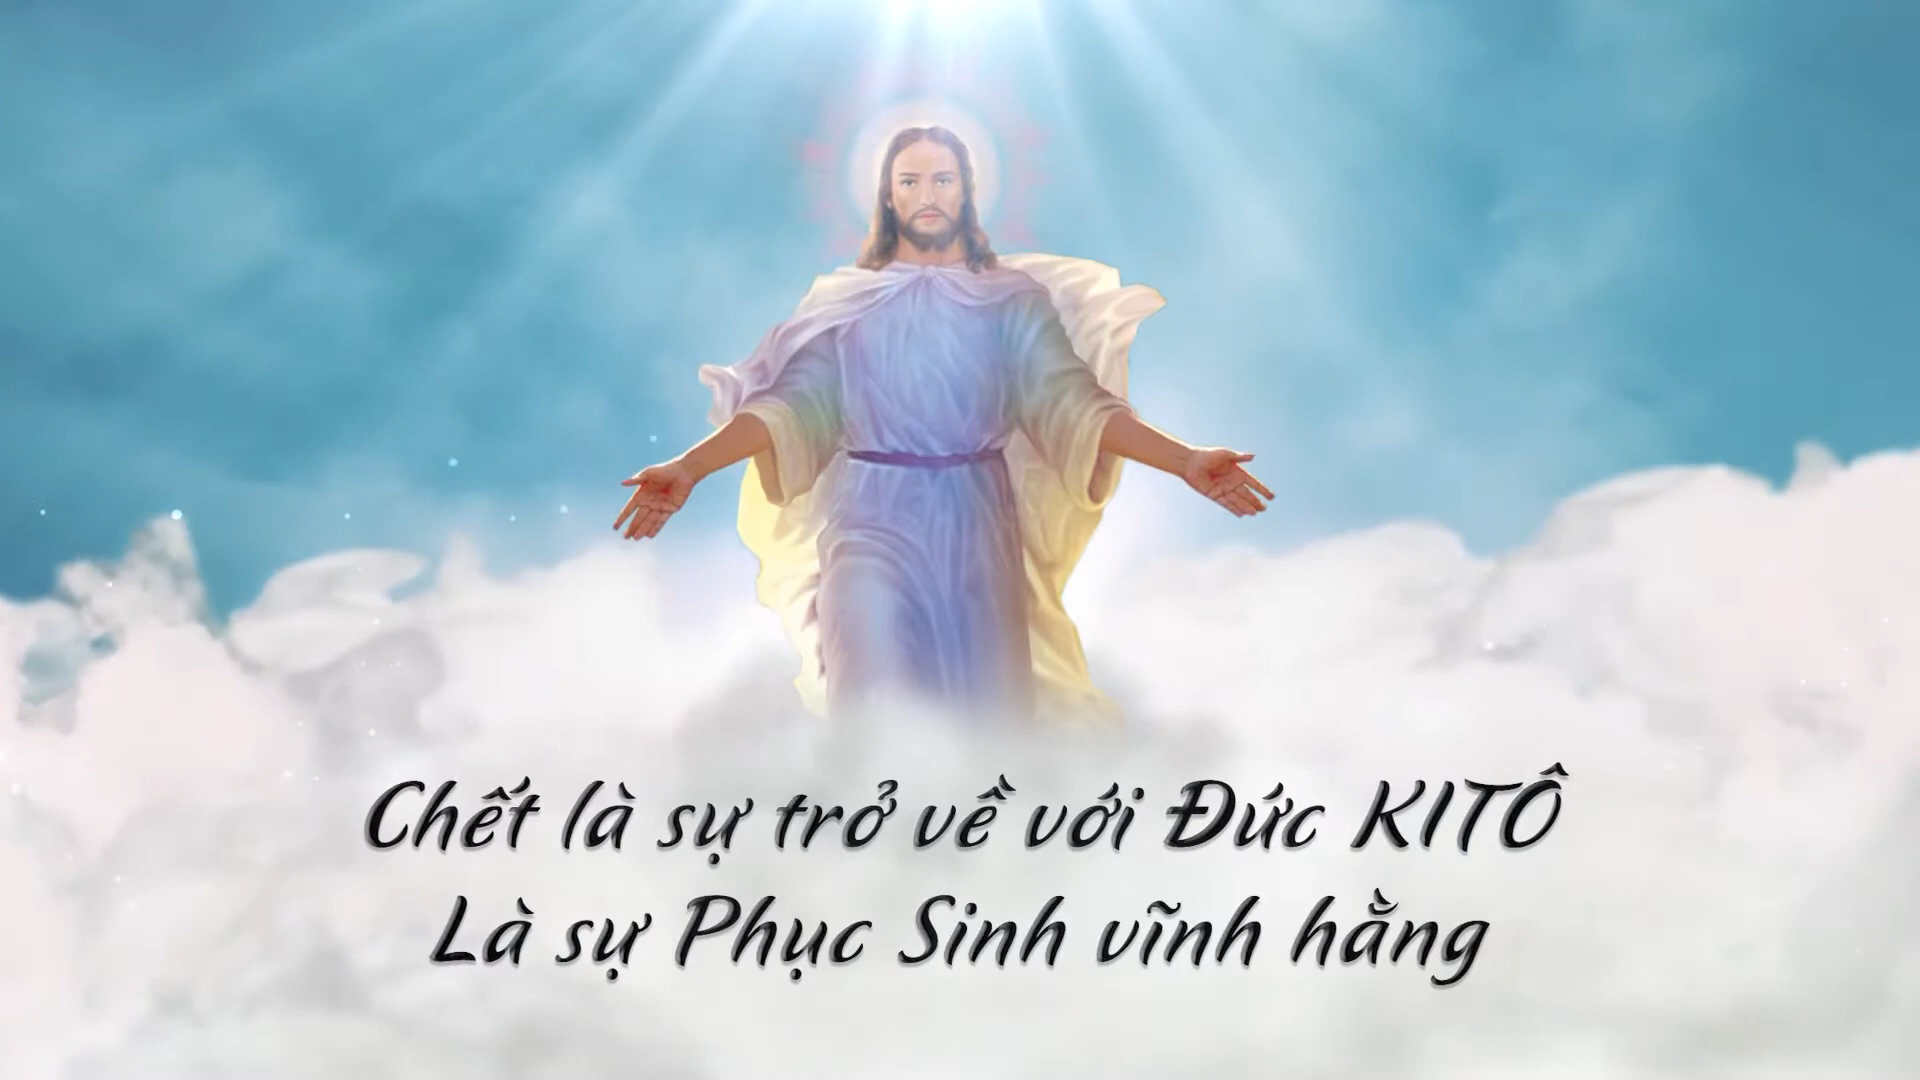 Chết là sự trở về với Đức KITÔ
Là sự Phục Sinh vĩnh hằng